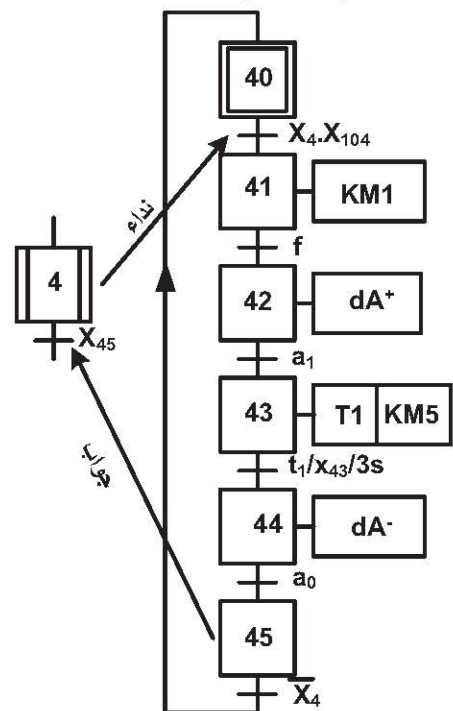 40
X₄.X₁₀₄
41 KM1
نداء
f
4
42 dA⁺
X₄₅
a₁
43 T1 KM5
جواب
t₁/x₄₃/3s
44 dA⁻
a₀
45
X̅₄